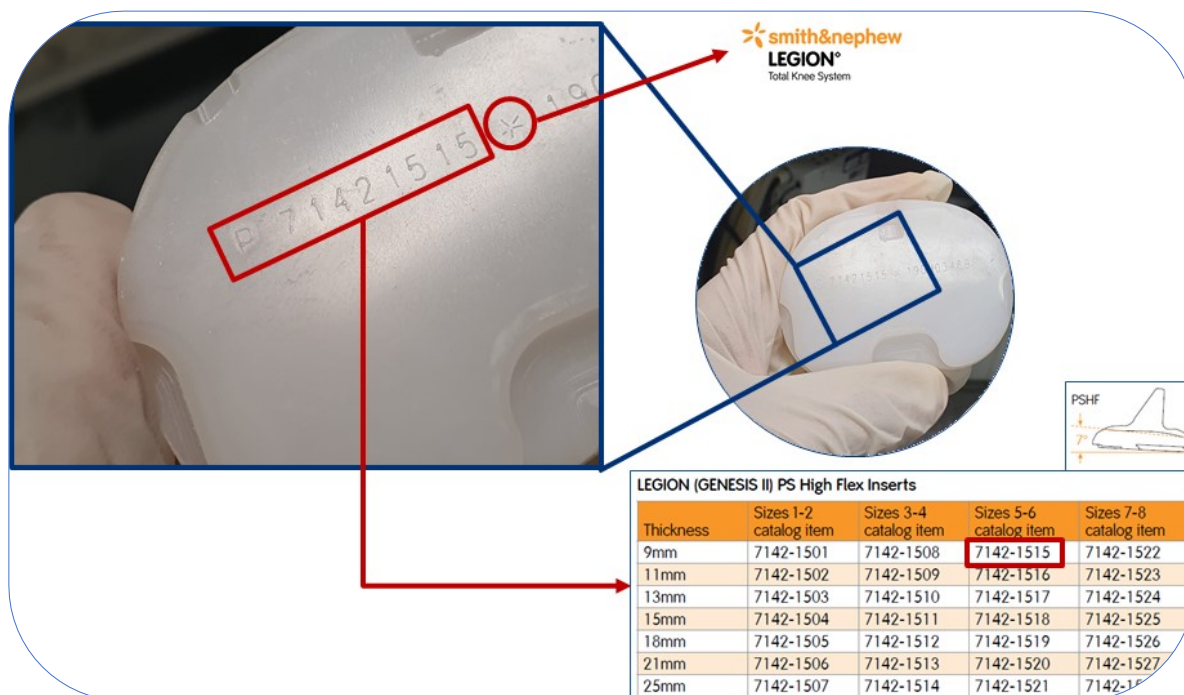 smith&nephew
LEGION°
Total Knee System
P 71421515 * 190
71421515
PSHF
7°
LEGION (GENESIS II) PS High Flex Inserts
Thickness Sizes 1-2 catalog item Sizes 3-4 catalog item Sizes 5-6 catalog item Sizes 7-8 catalog item
9mm 7142-1501 7142-1508 7142-1515 7142-1522
11mm 7142-1502 7142-1509 7142-1516 7142-1523
13mm 7142-1503 7142-1510 7142-1517 7142-1524
15mm 7142-1504 7142-1511 7142-1518 7142-1525
18mm 7142-1505 7142-1512 7142-1519 7142-1526
21mm 7142-1506 7142-1513 7142-1520 7142-1527
25mm 7142-1507 7142-1514 7142-1521